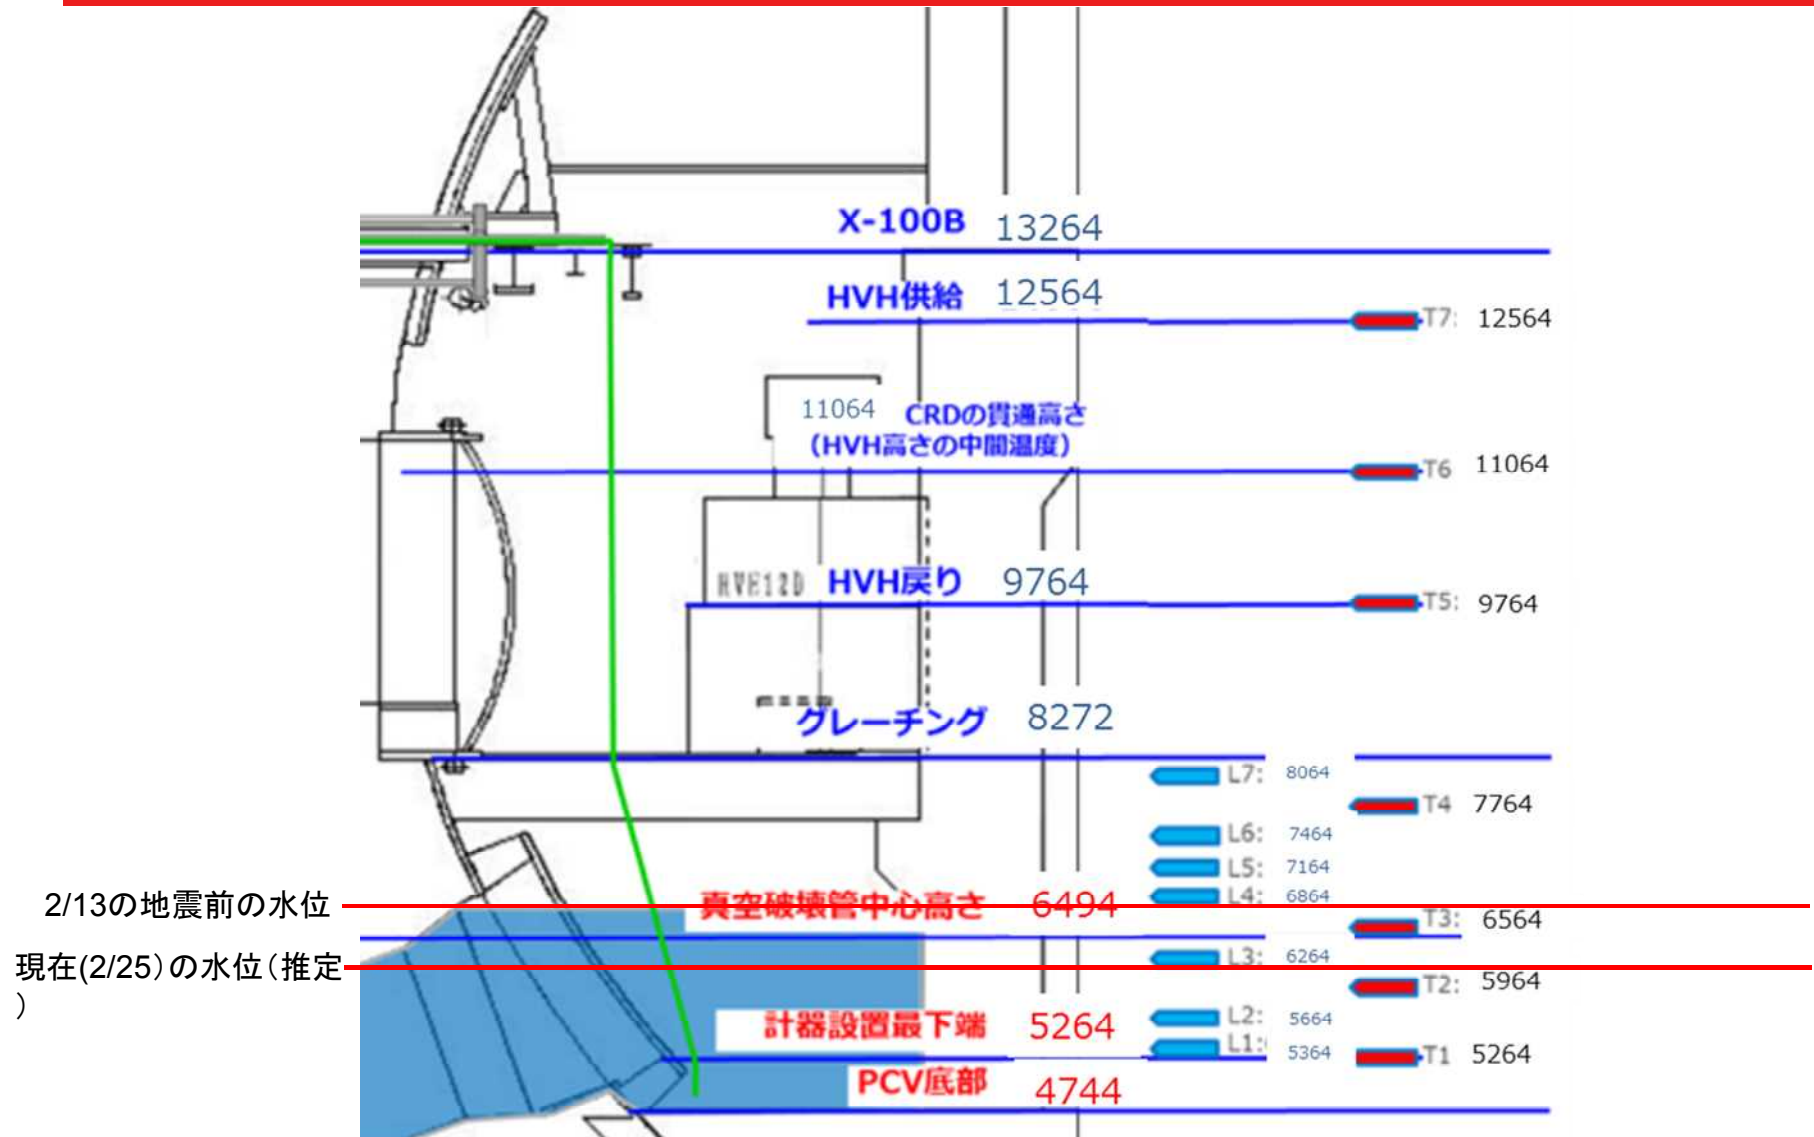 X-100B 13264
HVH供給 12564
T7: 12564
11064 CRDの貫通高さ
(HVH高さの中間温度)
T6 11064
HVH12D HVH戻り 9764
T5: 9764
グレーチング 8272
L7: 8064
T4 7764
L6: 7464
L5: 7164
L4: 6864
2/13の地震前の水位
真空破壊管中心高さ 6494
T3: 6564
現在(2/25)の水位(推定
)
L3: 6264
T2: 5964
計器設置最下端 5264
L2: 5664
L1: 5364
T1 5264
PCV底部 4744